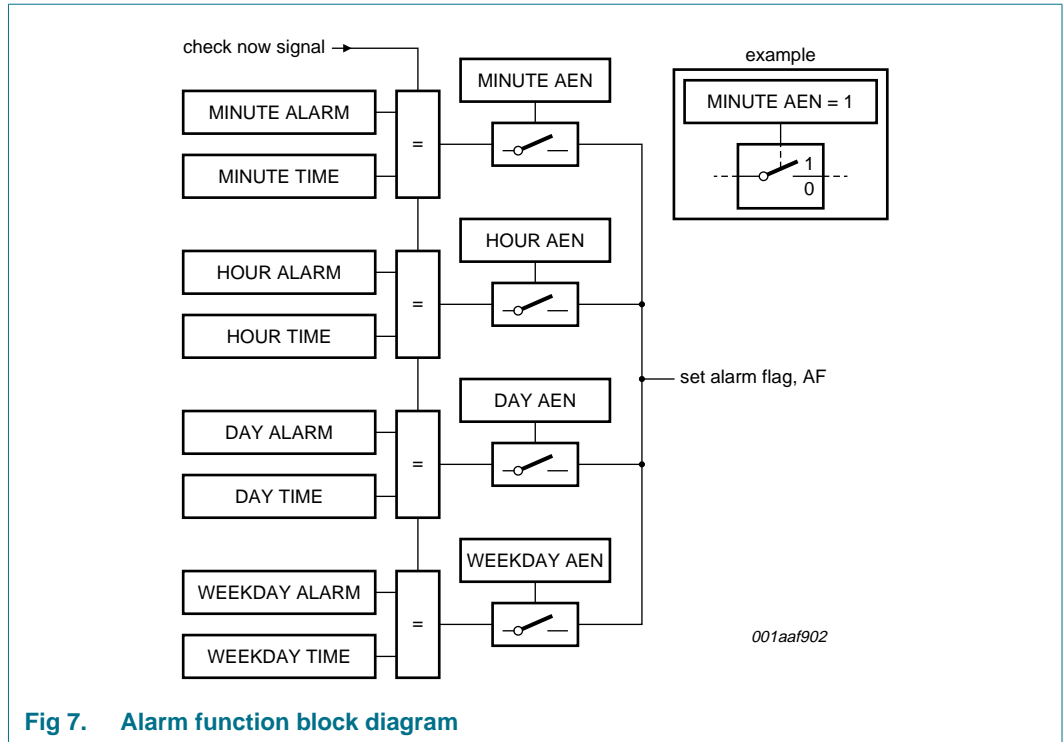 check now signal
example
MINUTE AEN
MINUTE AEN = 1
MINUTE ALARM
=
MINUTE TIME
1
0
HOUR AEN
HOUR ALARM
=
HOUR TIME
set alarm flag, AF
DAY AEN
DAY ALARM
=
DAY TIME
WEEKDAY AEN
WEEKDAY ALARM
=
WEEKDAY TIME
001aaf902
Fig 7. Alarm function block diagram